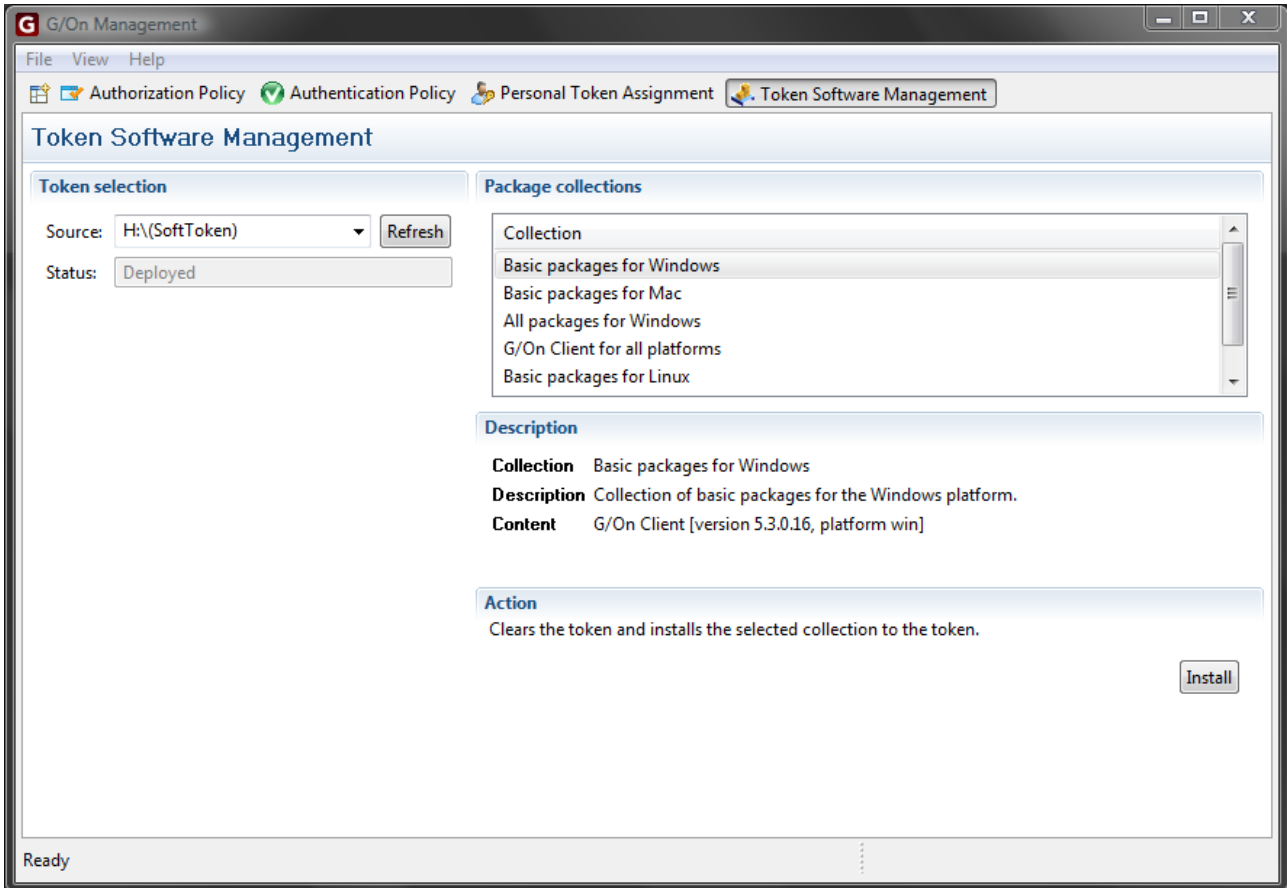 G G/On Management
File View Help
Authorization Policy Authentication Policy Personal Token Assignment Token Software Management
Token Software Management
Token selection
Source: H:\(SoftToken) Refresh
Status: Deployed
Package collections
Collection
Basic packages for Windows
Basic packages for Mac
All packages for Windows
G/On Client for all platforms
Basic packages for Linux
Description
Collection Basic packages for Windows
Description Collection of basic packages for the Windows platform.
Content G/On Client [version 5.3.0.16, platform win]
Action
Clears the token and installs the selected collection to the token.
Install
Ready